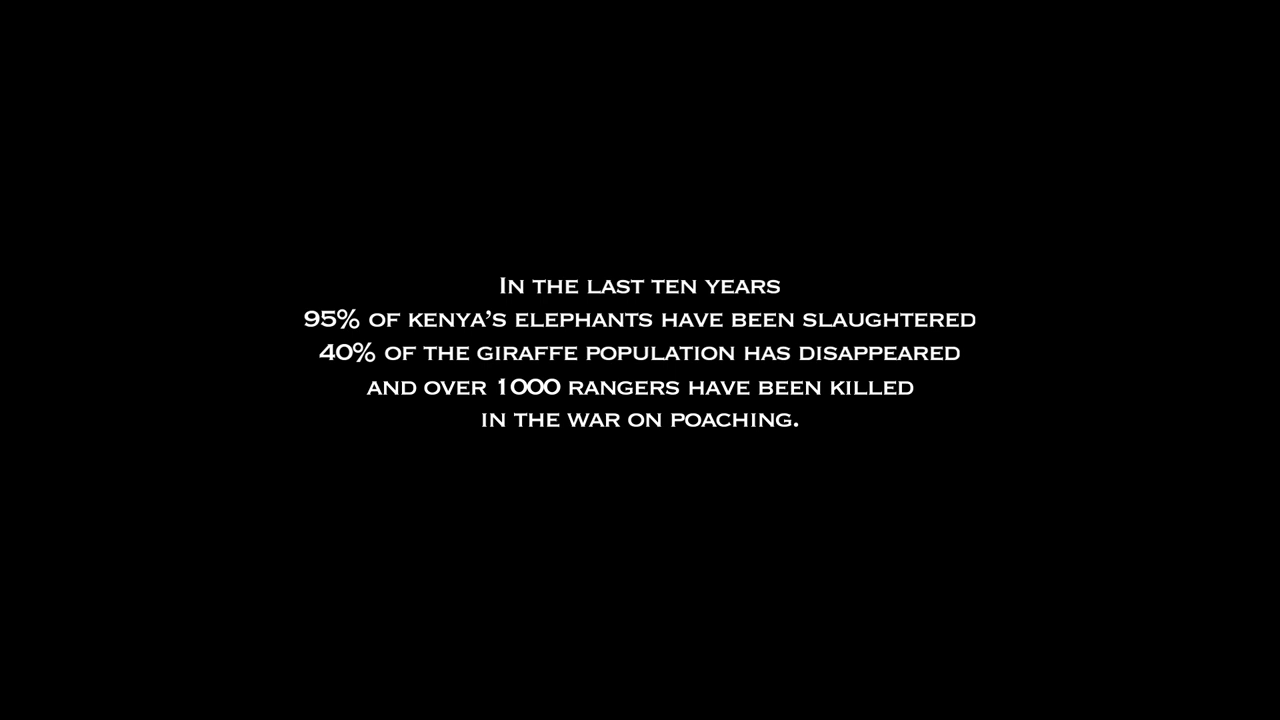 In the last ten years
95% of Kenya’s elephants have been slaughtered
40% of the giraffe population has disappeared
and over 1000 rangers have been killed
in the war on poaching.